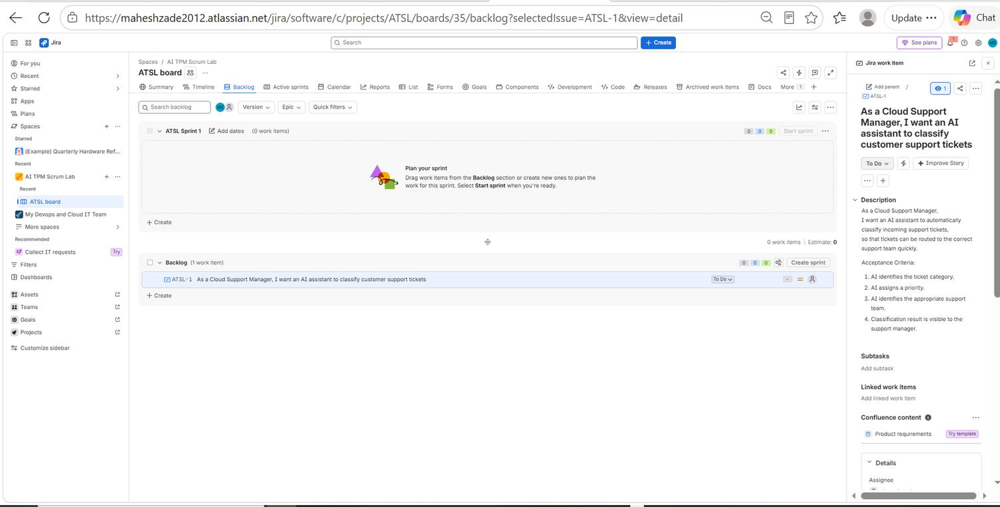 https://maheshzade2012.atlassian.net/jira/software/c/projects/ATSL/boards/35/backlog?selectedIssue=ATSL-1&view=detail
Update
Chat
Jira
Search
Create
See plans
1
MZ
For you
Recent
Starred
Apps
Plans
Spaces
Starred
(Example) Quarterly Hardware Ref...
Recent
AI TPM Scrum Lab
Recent
ATSL board
My Devops and Cloud IT Team
More spaces
Recommended
Collect IT requests Try
Filters
Dashboards
Assets
Teams
Goals
Projects
Customize sidebar
Spaces / AI TPM Scrum Lab
ATSL board
Summary Timeline Backlog Active sprints Calendar Reports List Forms Goals Components Development Code Releases Archived work items Docs More 1
Search backlog MZ Version Epic Quick filters
ATSL Sprint 1 Add dates (0 work items) 0 0 0 Start sprint
Plan your sprint
Drag work items from the Backlog section or create new ones to plan the
work for this sprint. Select Start sprint when you're ready.
Create
0 work items Estimate: 0
Backlog (1 work item) 0 0 0 Create sprint
ATSL-1 As a Cloud Support Manager, I want an AI assistant to classify customer support tickets To Do -
Create
Jira work item
Add parent / 1
ATSL-1
As a Cloud Support
Manager, I want an AI
assistant to classify
customer support tickets
To Do Improve Story
Description
As a Cloud Support Manager,
I want an AI assistant to automatically
classify incoming support tickets,
so that tickets can be routed to the correct
support team quickly.
Acceptance Criteria:
1. AI identifies the ticket category.
2. AI assigns a priority.
3. AI identifies the appropriate support
team.
4. Classification result is visible to the
support manager.
Subtasks
Add subtask
Linked work items
Add linked work item
Confluence content
Product requirements Try template
Details
Assignee